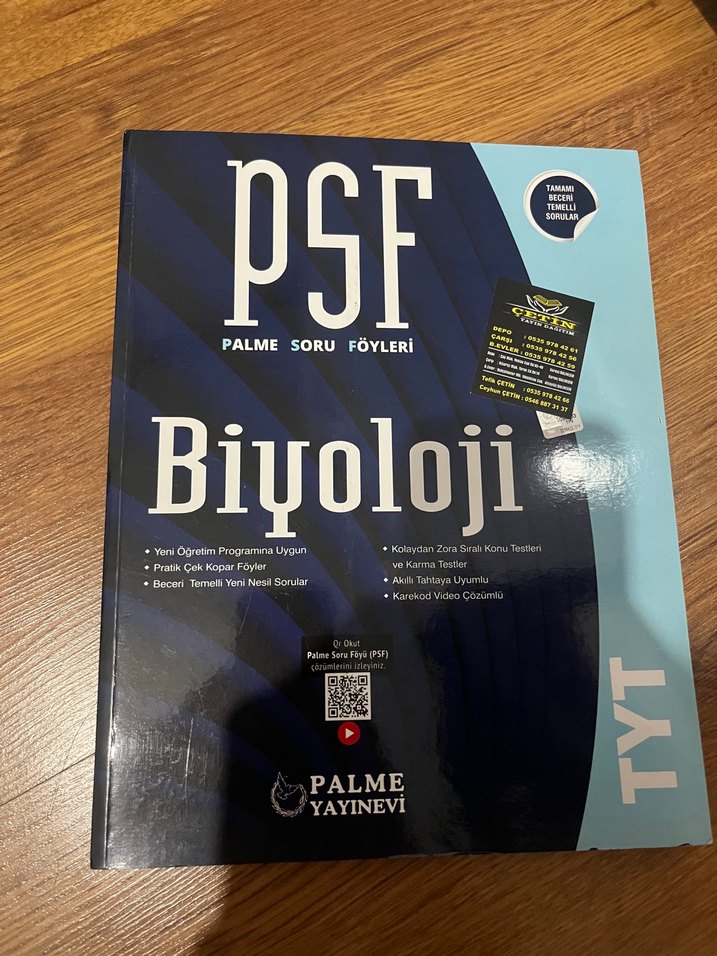 PSF
PALME SORU FÖYLERİ
TAMAMI
BECERİ
TEMELLİ
SORULAR
ÇETİN
YAYIN DAĞITIM
DEPO : 0535 978 42 61
ÇARŞI : 0535 978 42 56
B.EVLER : 0535 978 42 59
Tefik ÇETİN : 0535 978 42 66
Ceyhun ÇETİN : 0546 887 31 37
Biyoloji
Yeni Öğretim Programına Uygun
Pratik Çek Kopar Föyler
Beceri Temelli Yeni Nesil Sorular
Kolaydan Zora Sıralı Konu Testleri
ve Karma Testler
Akıllı Tahtaya Uyumlu
Karekod Video Çözümlü
Qr Okut
Palme Soru Föyü (PSF)
çözümlerini izleyiniz.
PALME
YAYINEVİ
TYT